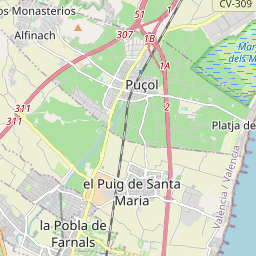 CV-309
os Monasterios
51
Alfinach
307
1B
1A
Mar
dels M
Puçol
2
311
311
Platja de
el Puig de Santa
Maria
València / Valencia
la Pobla de
Farnals